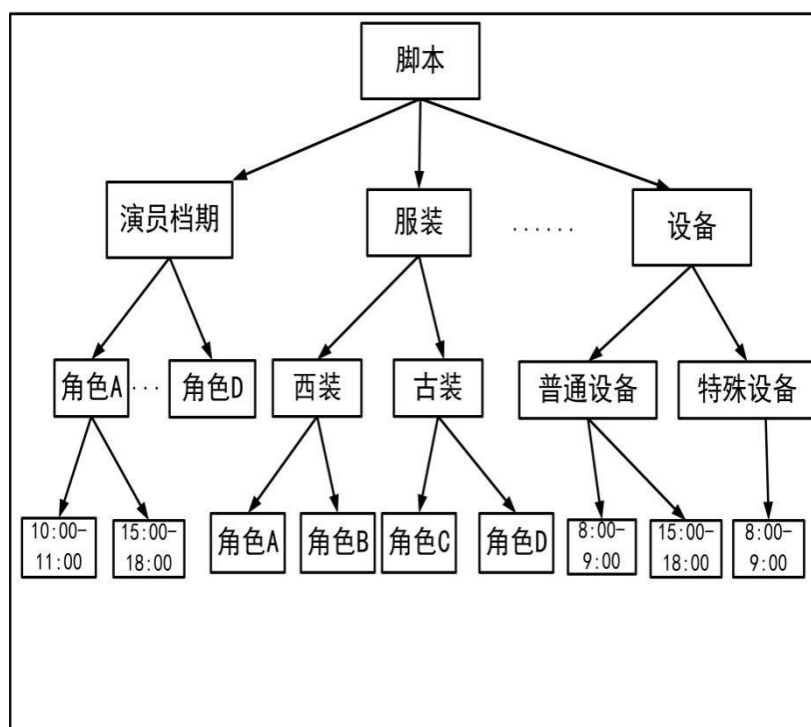 脚本
演员档期
服装
......
设备
角色A
...
角色D
西装
古装
普通设备
特殊设备
10:00-
11:00
15:00-
18:00
角色A
角色B
角色C
角色D
8:00-
9:00
15:00-
18:00
8:00-
9:00